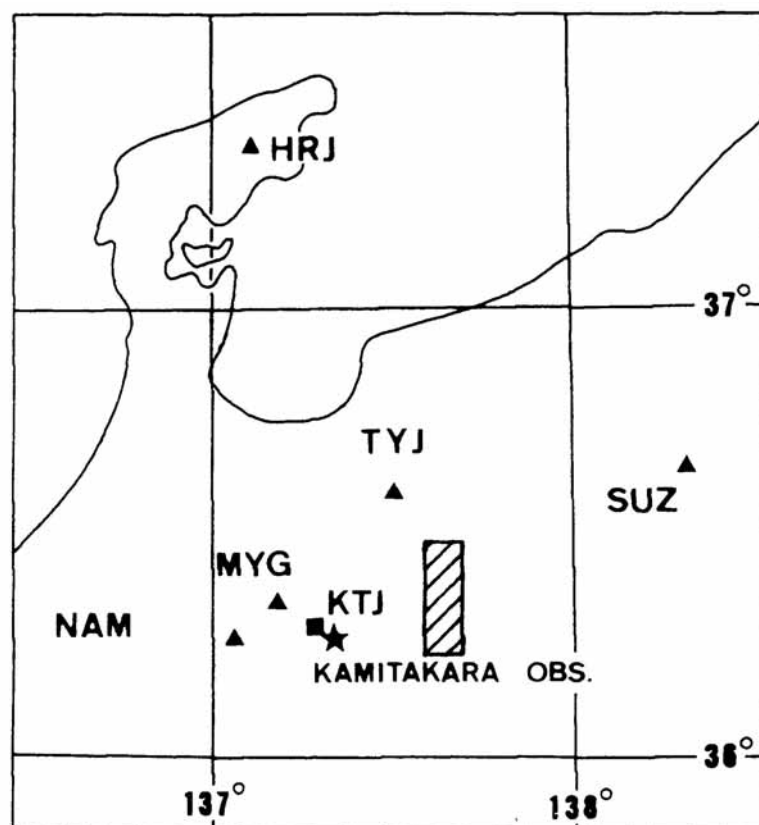 HRJ
37°
TYJ
SUZ
MYG
KTJ
NAM
KAMITAKARA OBS.
36°
137°
138°